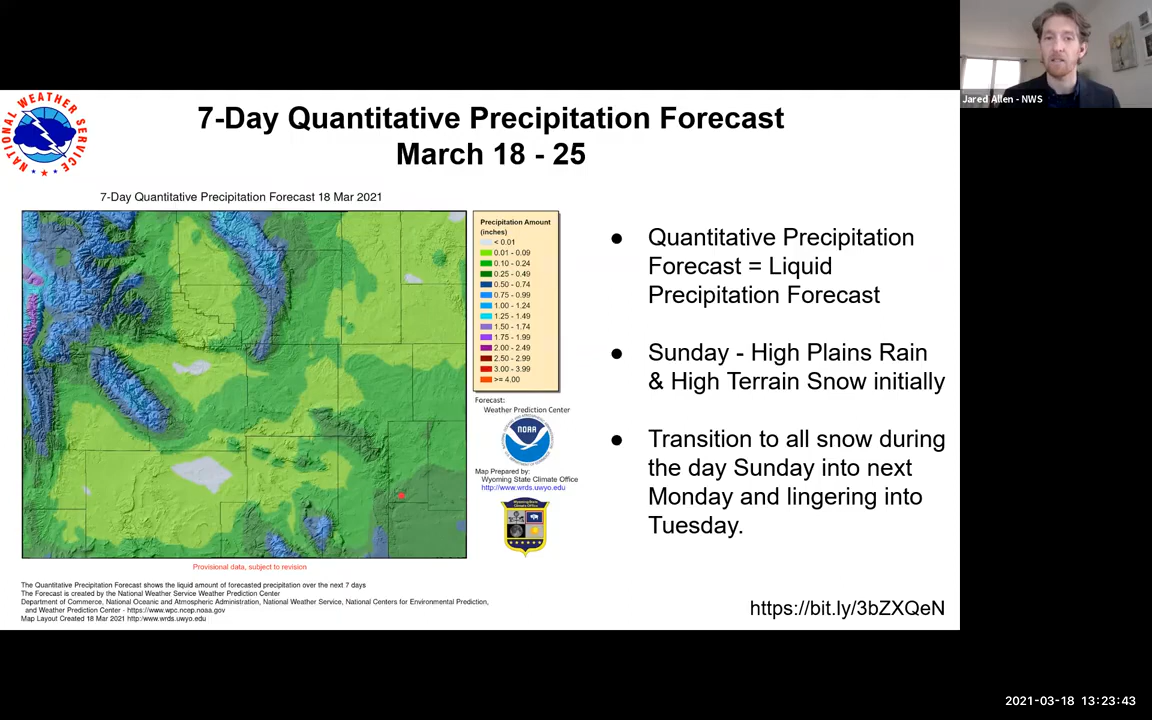 Jared Allen - NWS
NATIONAL WEATHER SERVICE
7-Day Quantitative Precipitation Forecast
March 18 - 25
7-Day Quantitative Precipitation Forecast 18 Mar 2021
Precipitation Amount
(inches)
< 0.01
0.01 - 0.09
0.10 - 0.24
0.25 - 0.49
0.50 - 0.74
0.75 - 0.99
1.00 - 1.24
1.25 - 1.49
1.50 - 1.74
1.75 - 1.99
2.00 - 2.49
2.50 - 2.99
3.00 - 3.99
>= 4.00
Forecast:
Weather Prediction Center
NOAA
Map Prepared by:
Wyoming State Climate Office
http://www.wrds.uwyo.edu
● Quantitative Precipitation
Forecast = Liquid
Precipitation Forecast
● Sunday - High Plains Rain
& High Terrain Snow initially
● Transition to all snow during
the day Sunday into next
Monday and lingering into
Tuesday.
Provisional data, subject to revision
The Quantitative Precipitation Forecast shows the liquid amount of forecasted precipitation over the next 7 days
The Forecast is created by the National Weather Service Weather Prediction Center
Department of Commerce, National Oceanic and Atmospheric Administration, National Weather Service, National Centers for Environmental Prediction,
and Weather Prediction Center - https://www.wpc.ncep.noaa.gov
Map Layout Created 18 Mar 2021 http:/www.wrds.uwyo.edu
https://bit.ly/3bZXQeN
2021-03-18 13:23:43